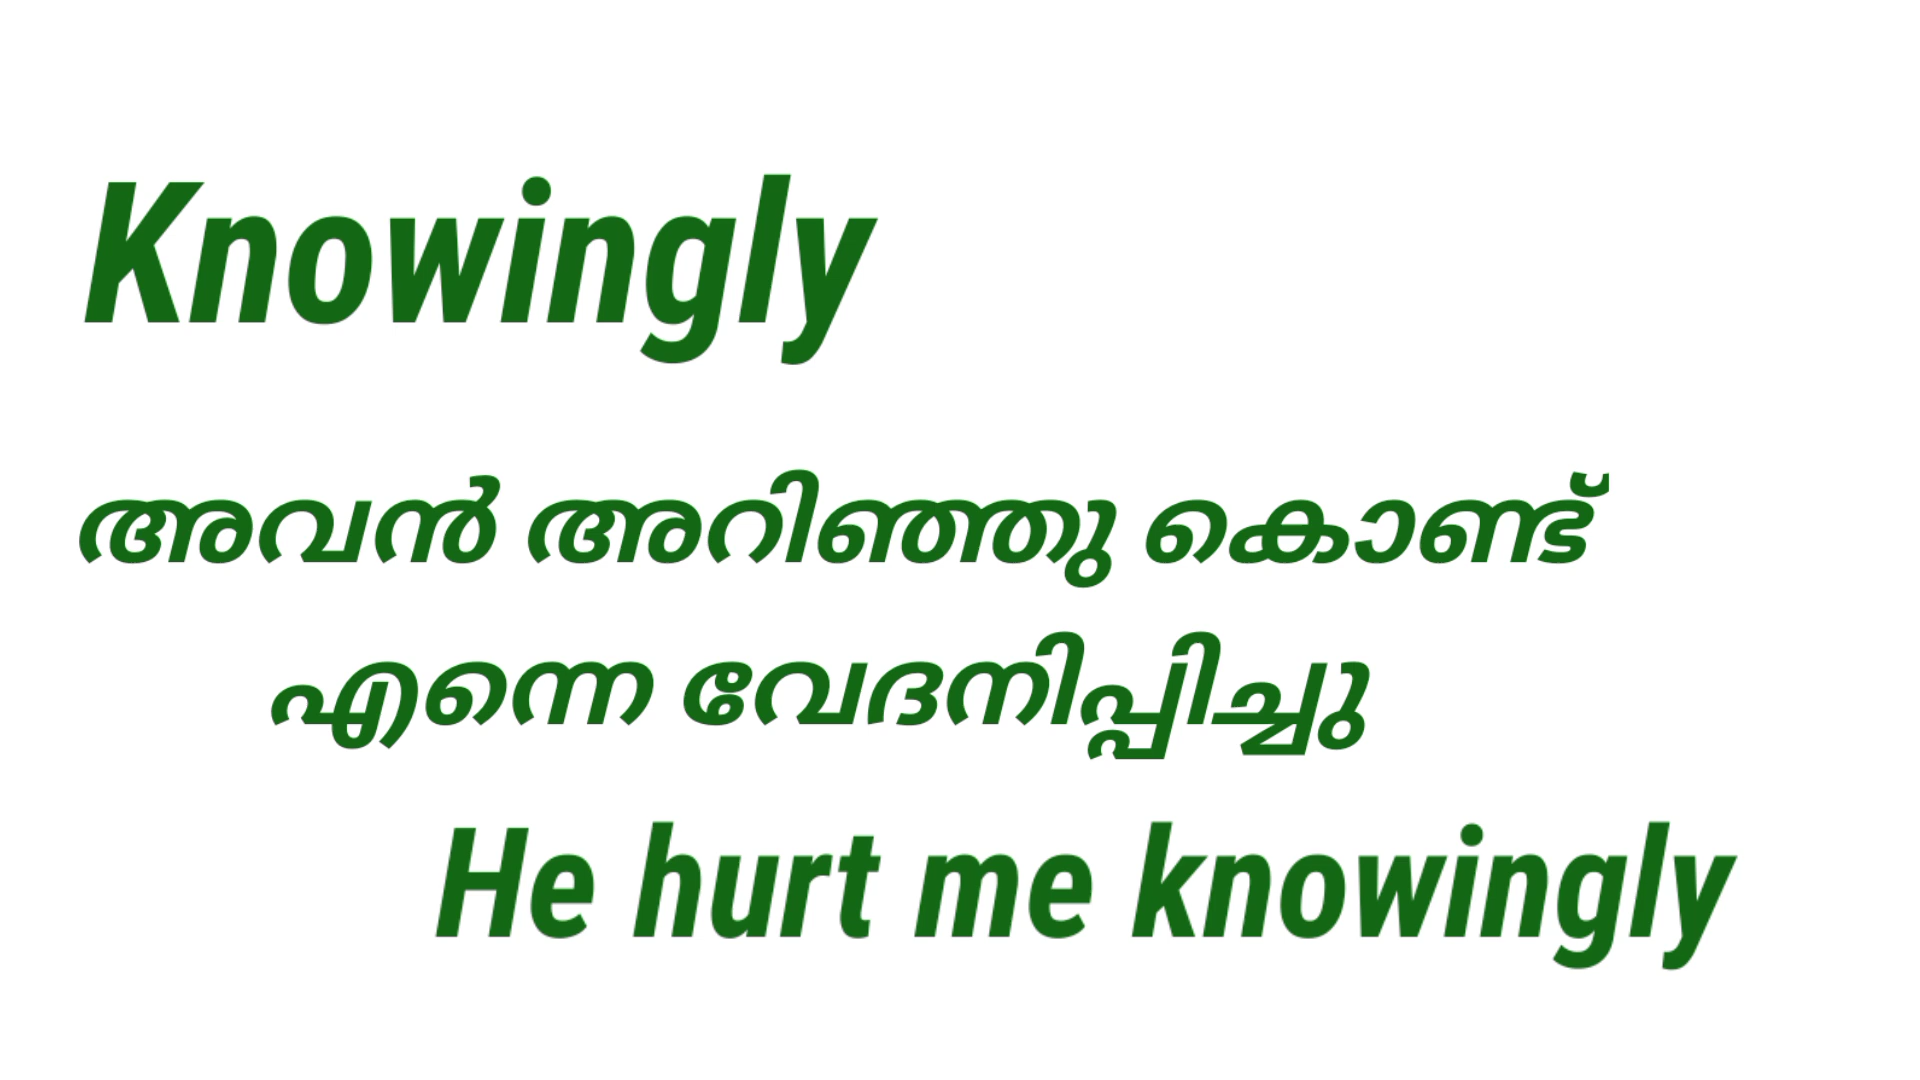 Knowingly
അവൻ അറിഞ്ഞു കൊണ്ട്
എന്നെ വേദനിപ്പിച്ചു
He hurt me knowingly